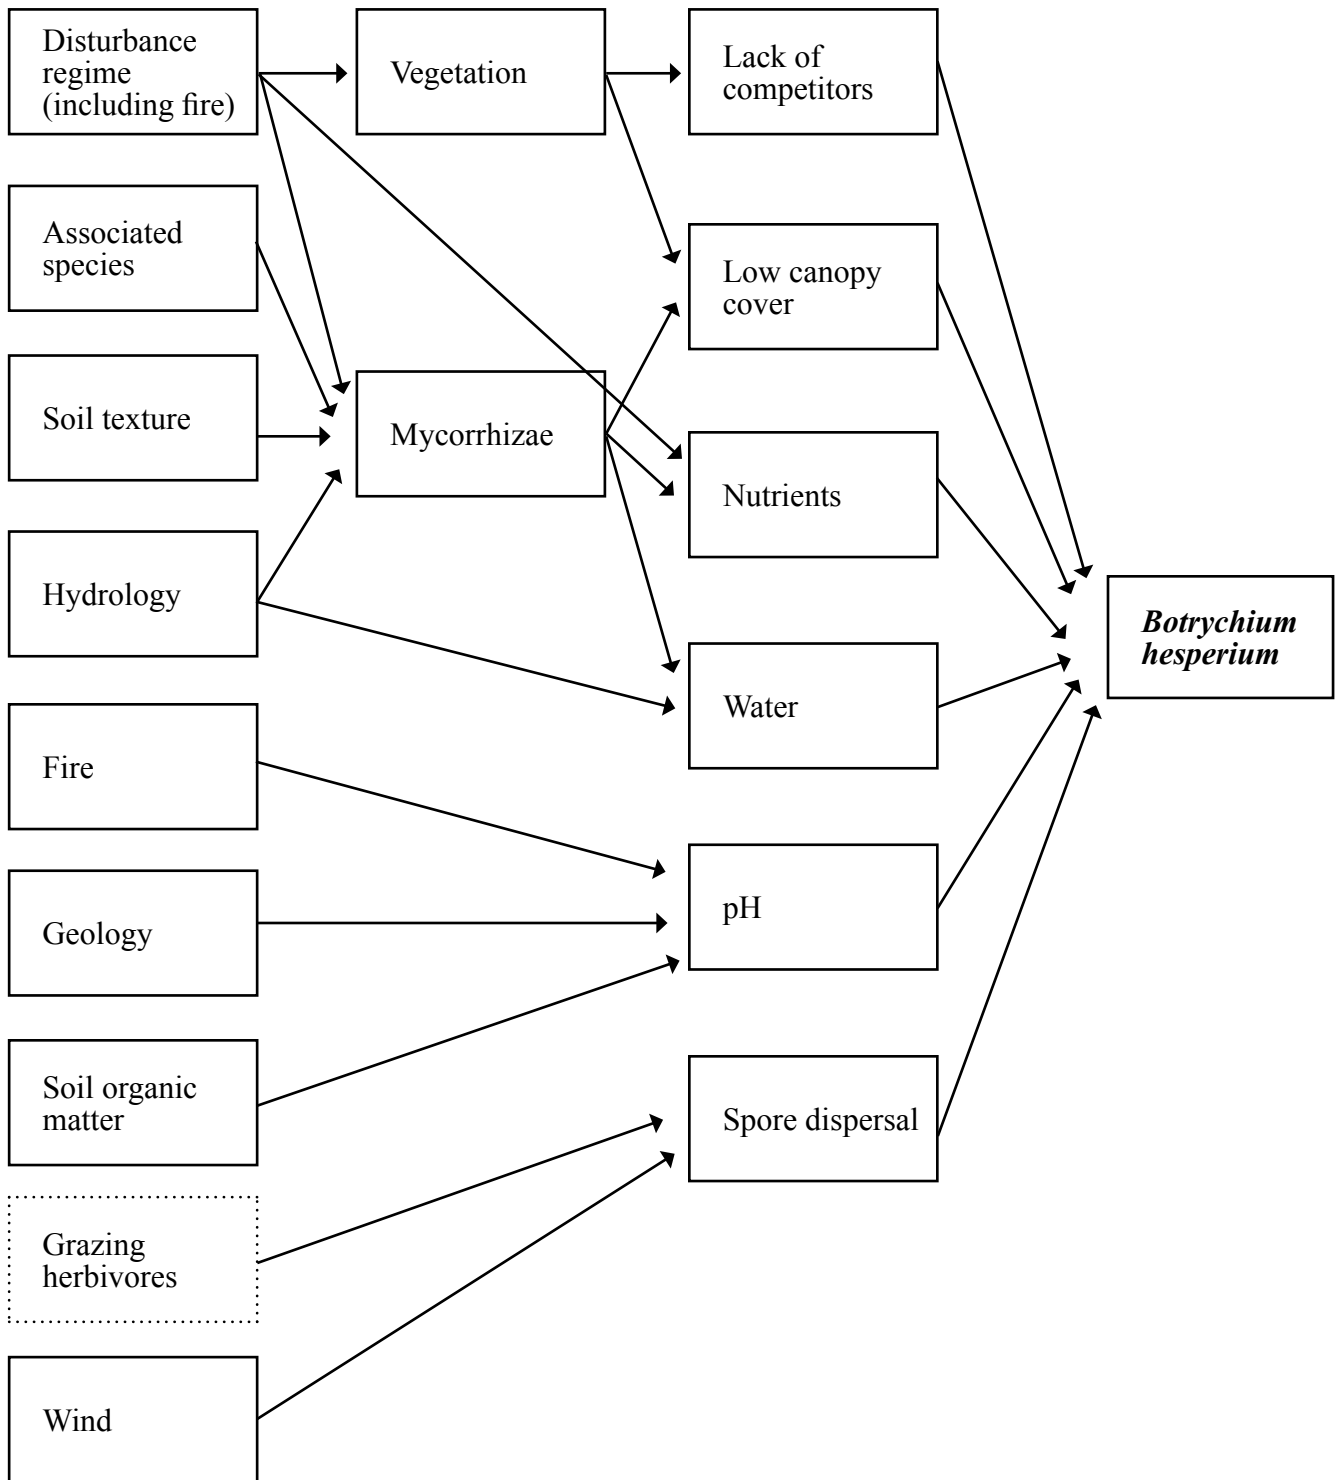 Disturbance
regime
(including fire)
Vegetation
Lack of
competitors
Associated
species
Low canopy
cover
Soil texture
Mycorrhizae
Nutrients
Hydrology
Botrychium
hesperium
Water
Fire
pH
Geology
Soil organic
matter
Spore dispersal
Grazing
herbivores
Wind